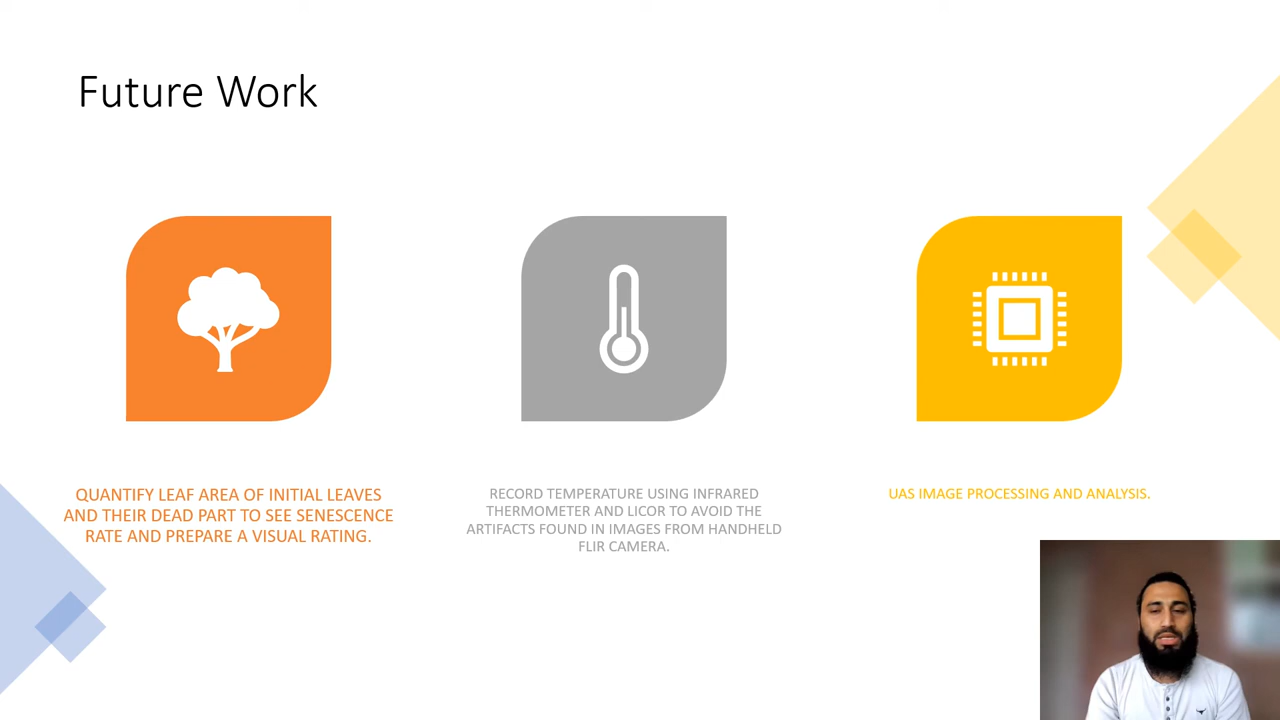 Future Work
QUANTIFY LEAF AREA OF INITIAL LEAVES
AND THEIR DEAD PART TO SEE SENESCENCE
RATE AND PREPARE A VISUAL RATING.
RECORD TEMPERATURE USING INFRARED
THERMOMETER AND LICOR TO AVOID THE
ARTIFACTS FOUND IN IMAGES FROM HANDHELD
FLIR CAMERA.
UAS IMAGE PROCESSING AND ANALYSIS.